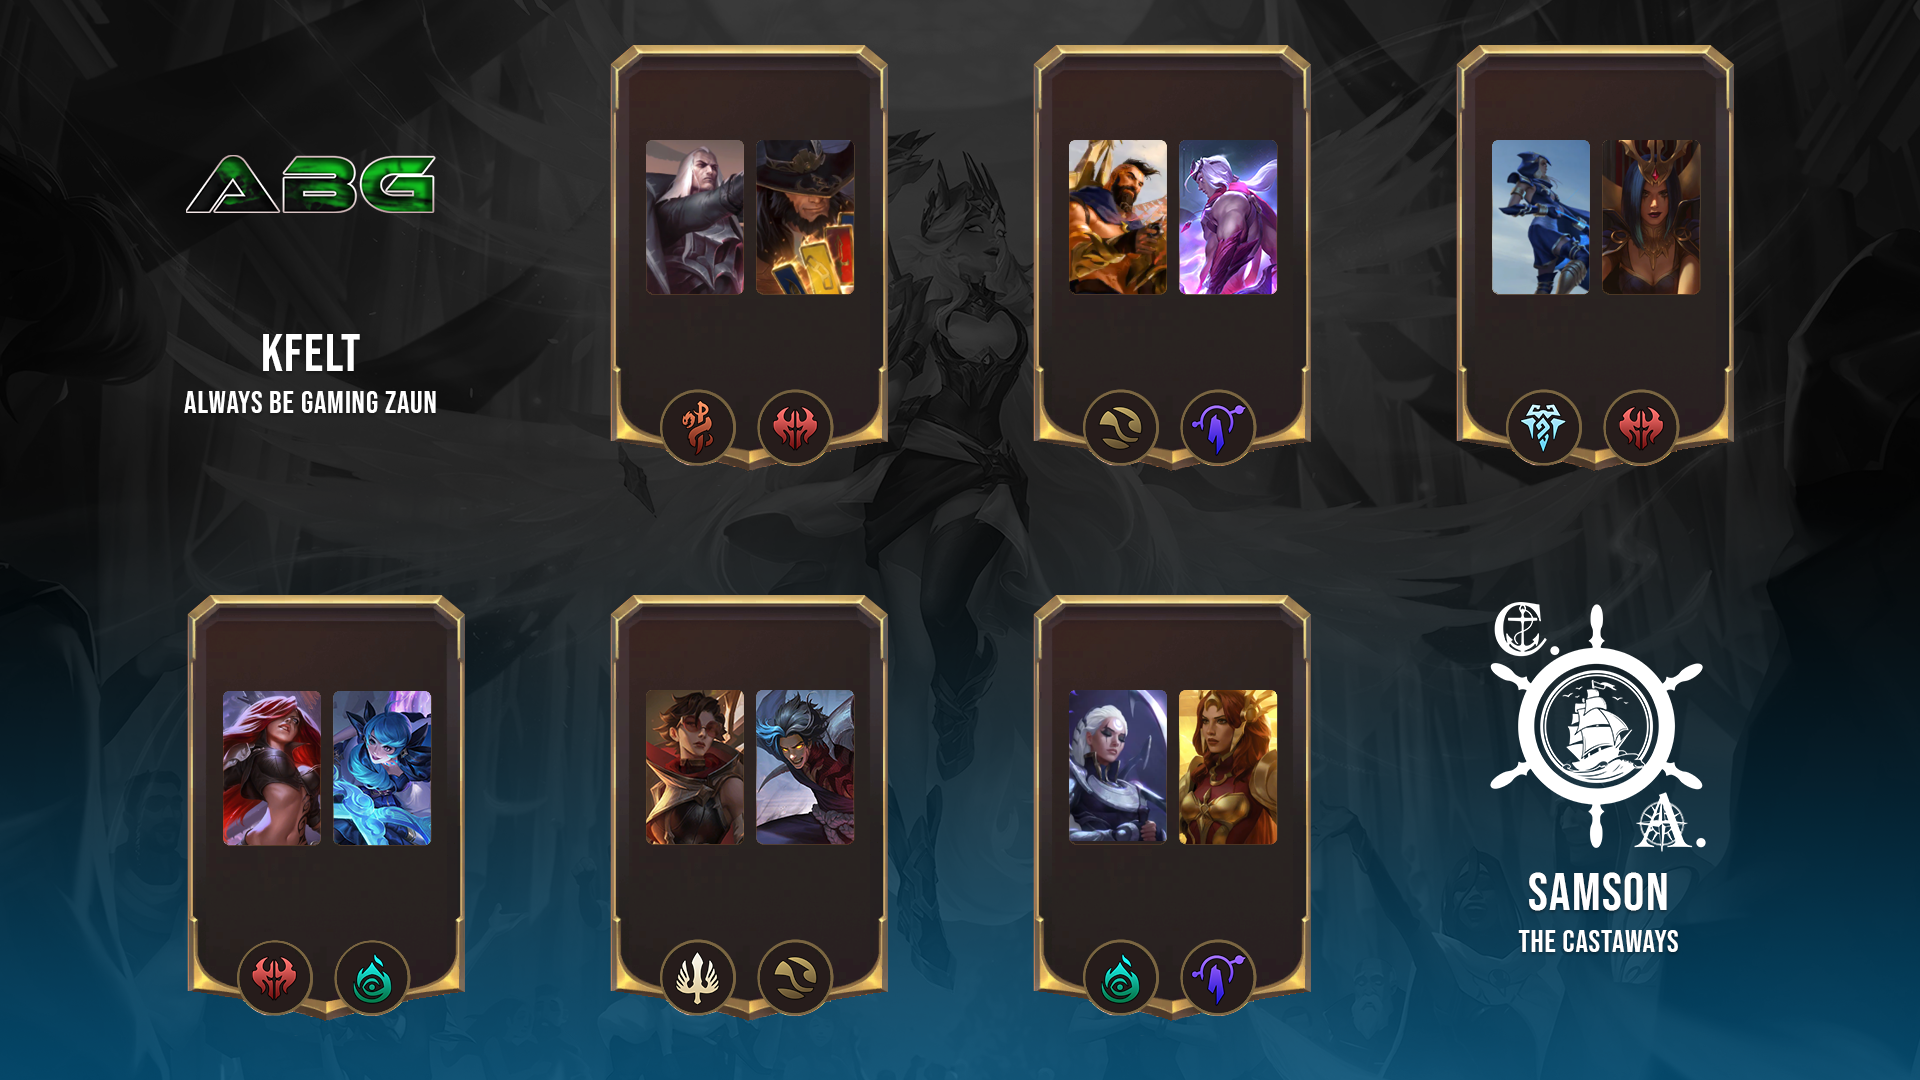 ABG
KFELT
ALWAYS BE GAMING ZAUN
C.
A.
SAMSON
THE CASTAWAYS